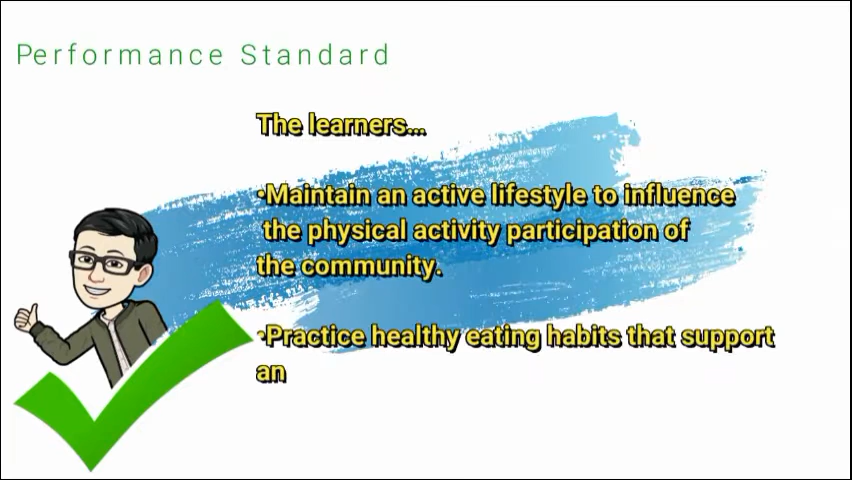 Performance Standard
The learners...
•Maintain an active lifestyle to influence
the physical activity participation of
the community.
•Practice healthy eating habits that support
an